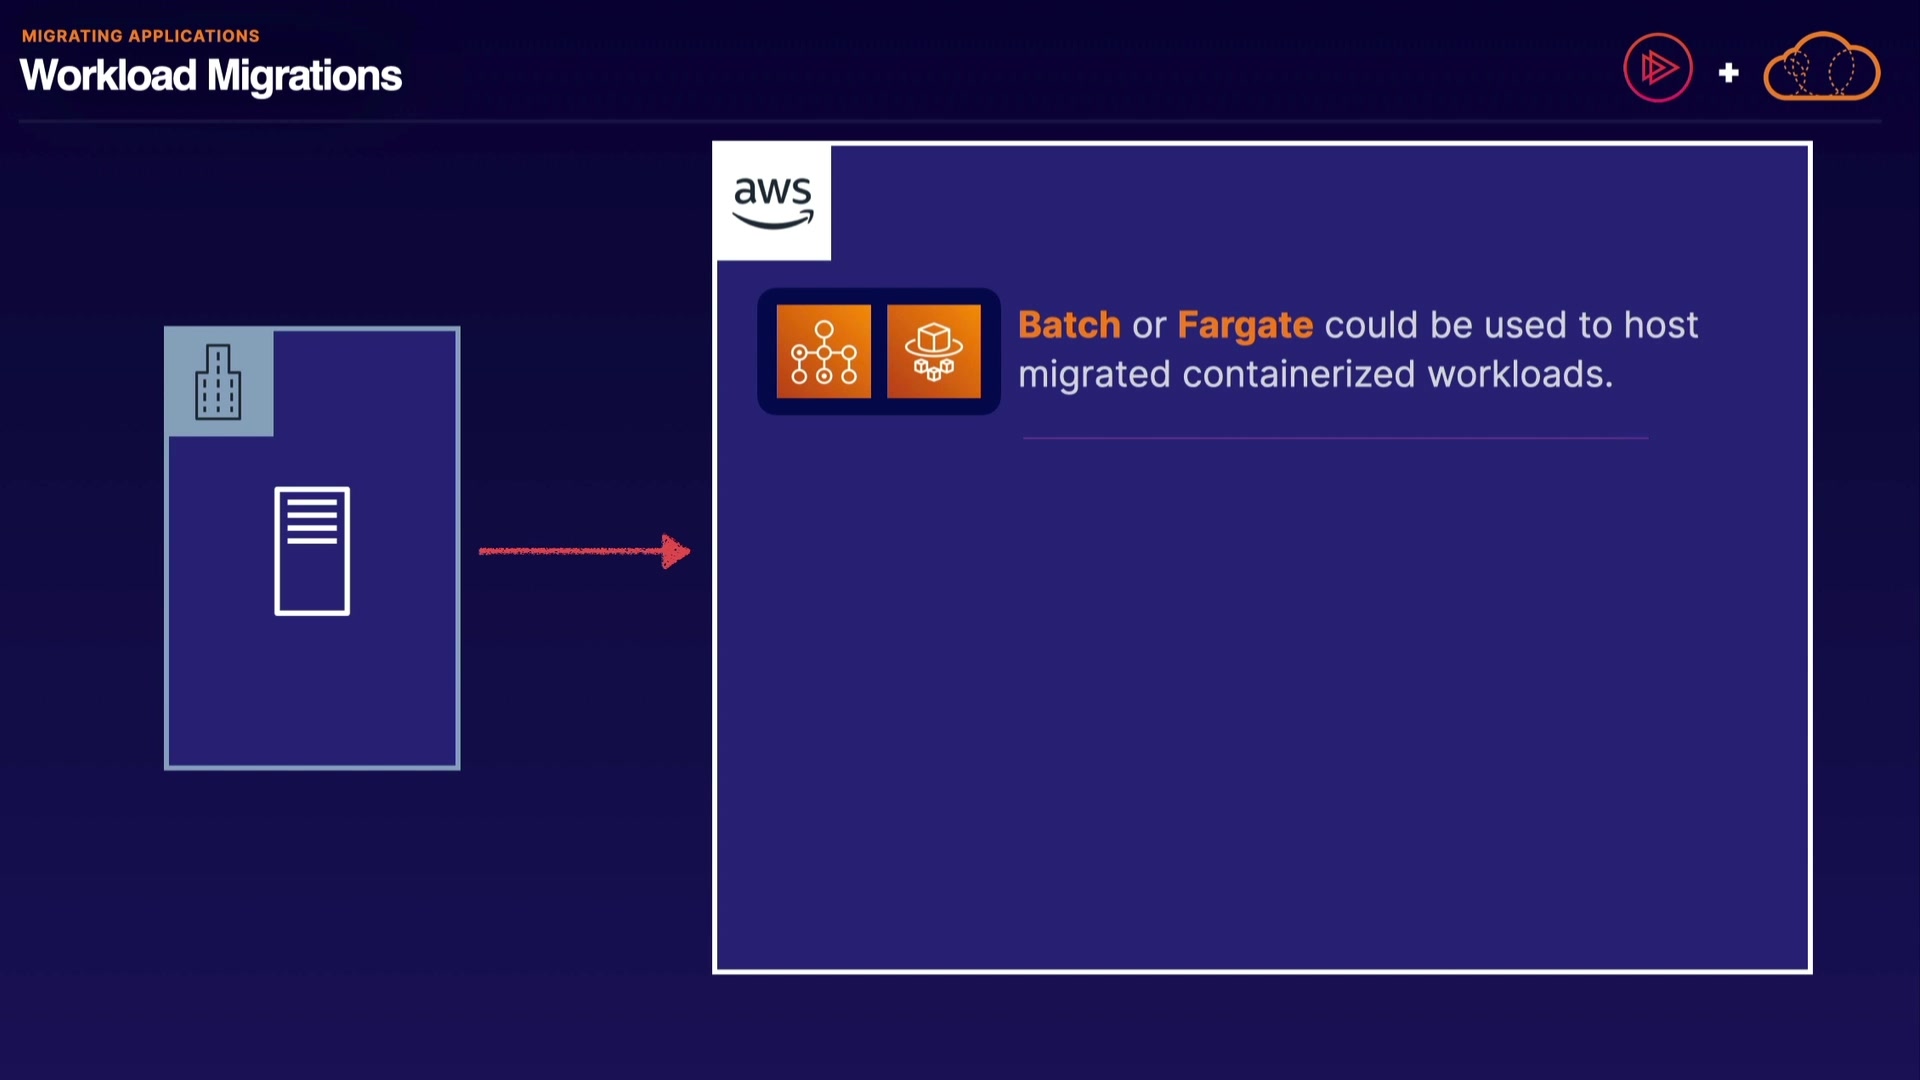 MIGRATING APPLICATIONS
Workload Migrations
aws
Batch or Fargate could be used to host
migrated containerized workloads.